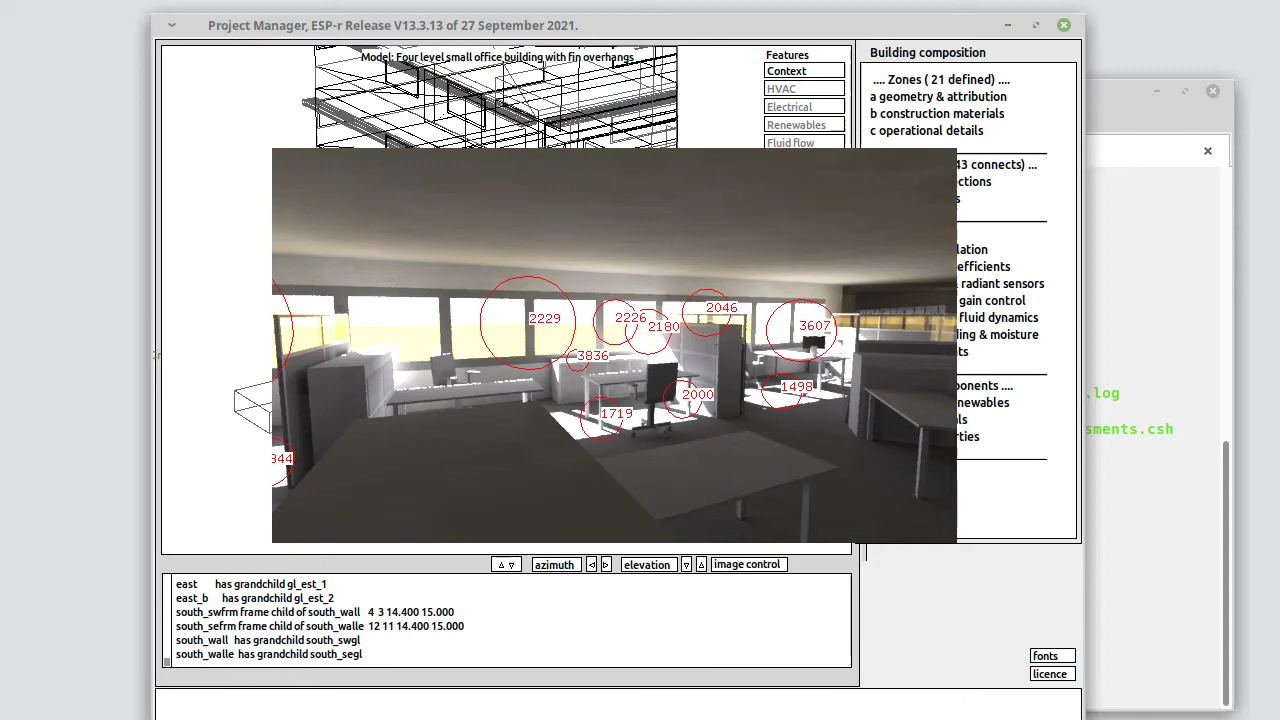 Project Manager, ESP-r Release V13.3.13 of 27 September 2021.
Model: Four level small office building with fin overhangs
Features
Context
HVAC
Electrical
Renewables
Fluid flow
Building composition
.... Zones ( 21 defined) ....
a geometry & attribution
b construction materials
c operational details
43 connects) ...
ections
s
lation
efficients
radiant sensors
gain control
fluid dynamics
ding & moisture
ts
ponents ....
newables
als
rties
2229
2226
2180
2046
3607
3836
1498
2000
1719
344
.log
sments.csh
azimuth
elevation
image control
east has grandchild gl_est_1
east_b has grandchild gl_est_2
south_swfrm frame child of south_wall 4 3 14.400 15.000
south_sefrm frame child of south_walle 12 11 14.400 15.000
south_wall has grandchild south_swgl
south_walle has grandchild south_segl
fonts
licence